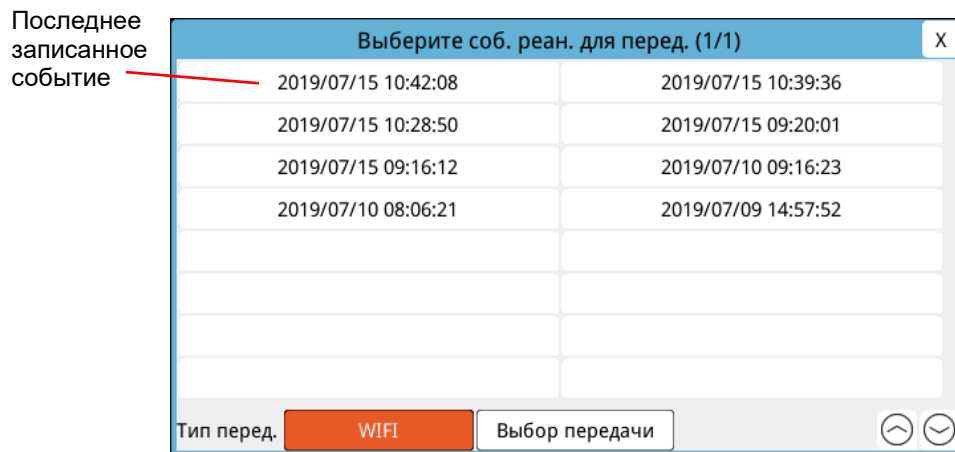 Последнее
записанное
событие
Выберите соб. реан. для перед. (1/1)
X
2019/07/15 10:42:08 2019/07/15 10:39:36
2019/07/15 10:28:50 2019/07/15 09:20:01
2019/07/15 09:16:12 2019/07/10 09:16:23
2019/07/10 08:06:21 2019/07/09 14:57:52
Тип перед. WIFI Выбор передачи